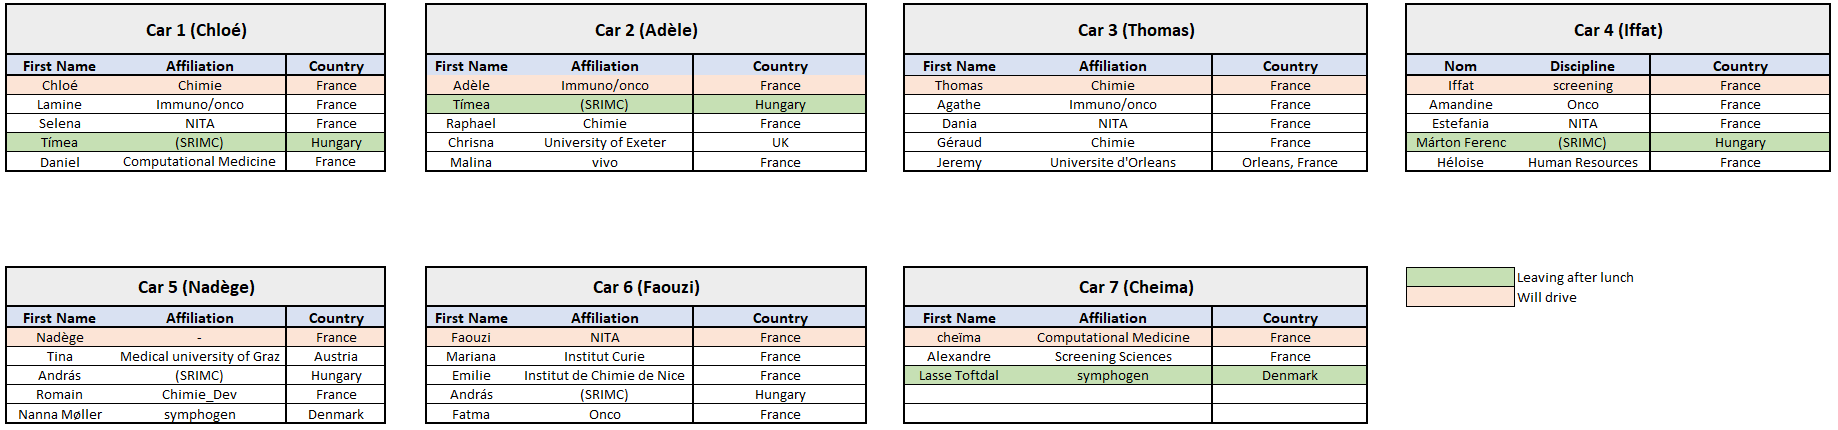 Car 1 (Chloé)
First Name Affiliation Country
Chloé Chimie France
Lamine Immuno/onco France
Selena NITA France
Tímea (SRIMC) Hungary
Daniel Computational Medicine France
Car 2 (Adèle)
First Name Affiliation Country
Adèle Immuno/onco France
Tímea (SRIMC) Hungary
Raphael Chimie France
Chrisna University of Exeter UK
Malina vivo France
Car 3 (Thomas)
First Name Affiliation Country
Thomas Chimie France
Agathe Immuno/onco France
Dania NITA France
Géraud Chimie France
Jeremy Universite d'Orleans Orleans, France
Car 4 (Iffat)
Nom Discipline Country
Iffat screening France
Amandine Onco France
Estefania NITA France
Márton Ferenc (SRIMC) Hungary
Héloise Human Resources France
Car 5 (Nadège)
First Name Affiliation Country
Nadège - France
Tina Medical university of Graz Austria
András (SRIMC) Hungary
Romain Chimie_Dev France
Nanna Møller symphogen Denmark
Car 6 (Faouzi)
First Name Affiliation Country
Faouzi NITA France
Mariana Institut Curie France
Emilie Institut de Chimie de Nice France
András (SRIMC) Hungary
Fatma Onco France
Car 7 (Cheima)
First Name Affiliation Country
cheïma Computational Medicine France
Alexandre Screening Sciences France
Lasse Toftdal symphogen Denmark
Leaving after lunch
Will drive